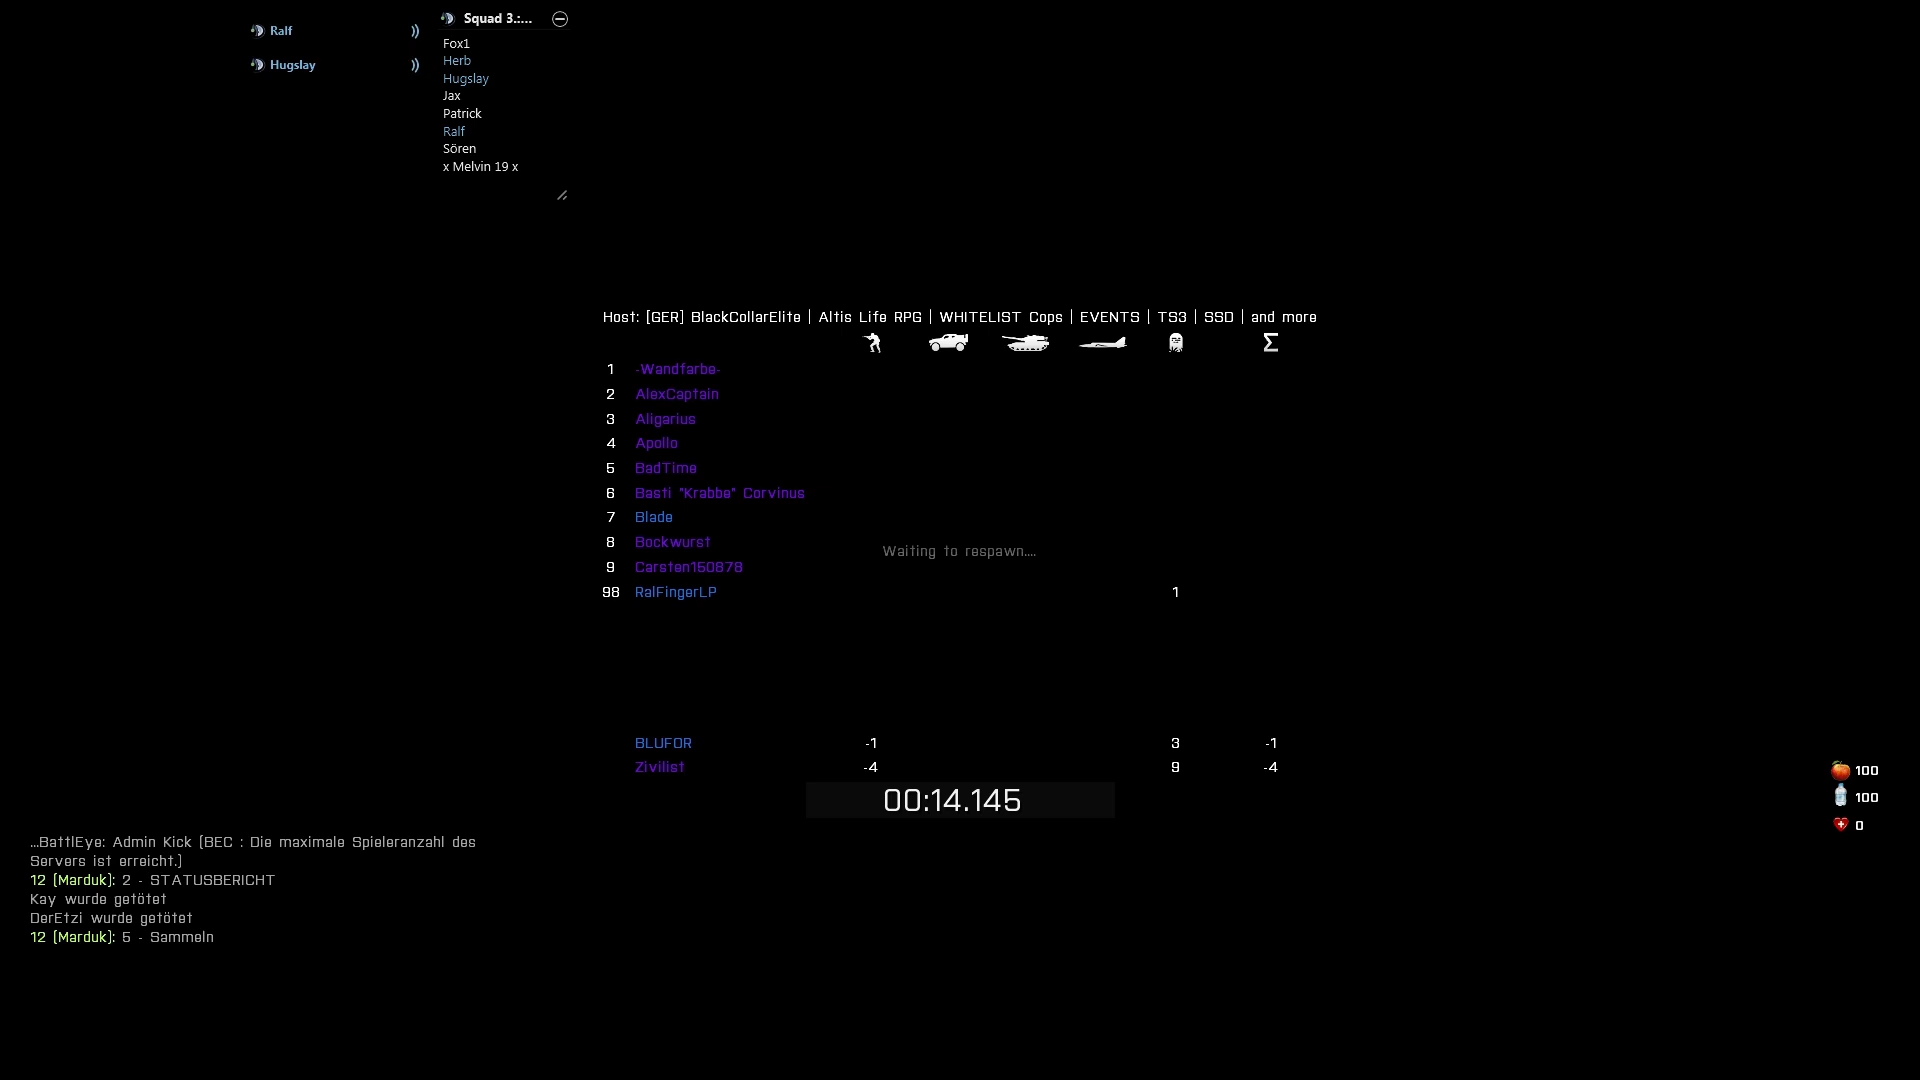 Ralf
Hugslay
Squad 3.:...
Fox1
Herb
Hugslay
Jax
Patrick
Ralf
Sören
x Melvin 19 x
Host: [GER] BlackCollarElite | Altis Life RPG | WHITELIST Cops | EVENTS | TS3 | SSD | and more
Σ
1 -Wandfarbe-
2 AlexCaptain
3 Aligarius
4 Apollo
5 BadTime
6 Basti "Krabbe" Corvinus
7 Blade
8 Bockwurst
Waiting to respawn....
9 Carsten150878
98 RalFingerLP 1
BLUFOR -1 3 -1
Zivilist -4 9 -4
00:14.145
100
100
0
...BattlEye: Admin Kick (BEC : Die maximale Spieleranzahl des
Servers ist erreicht.)
12 (Marduk): 2 - STATUSBERICHT
Kay wurde getötet
DerEtzi wurde getötet
12 (Marduk): 5 - Sammeln